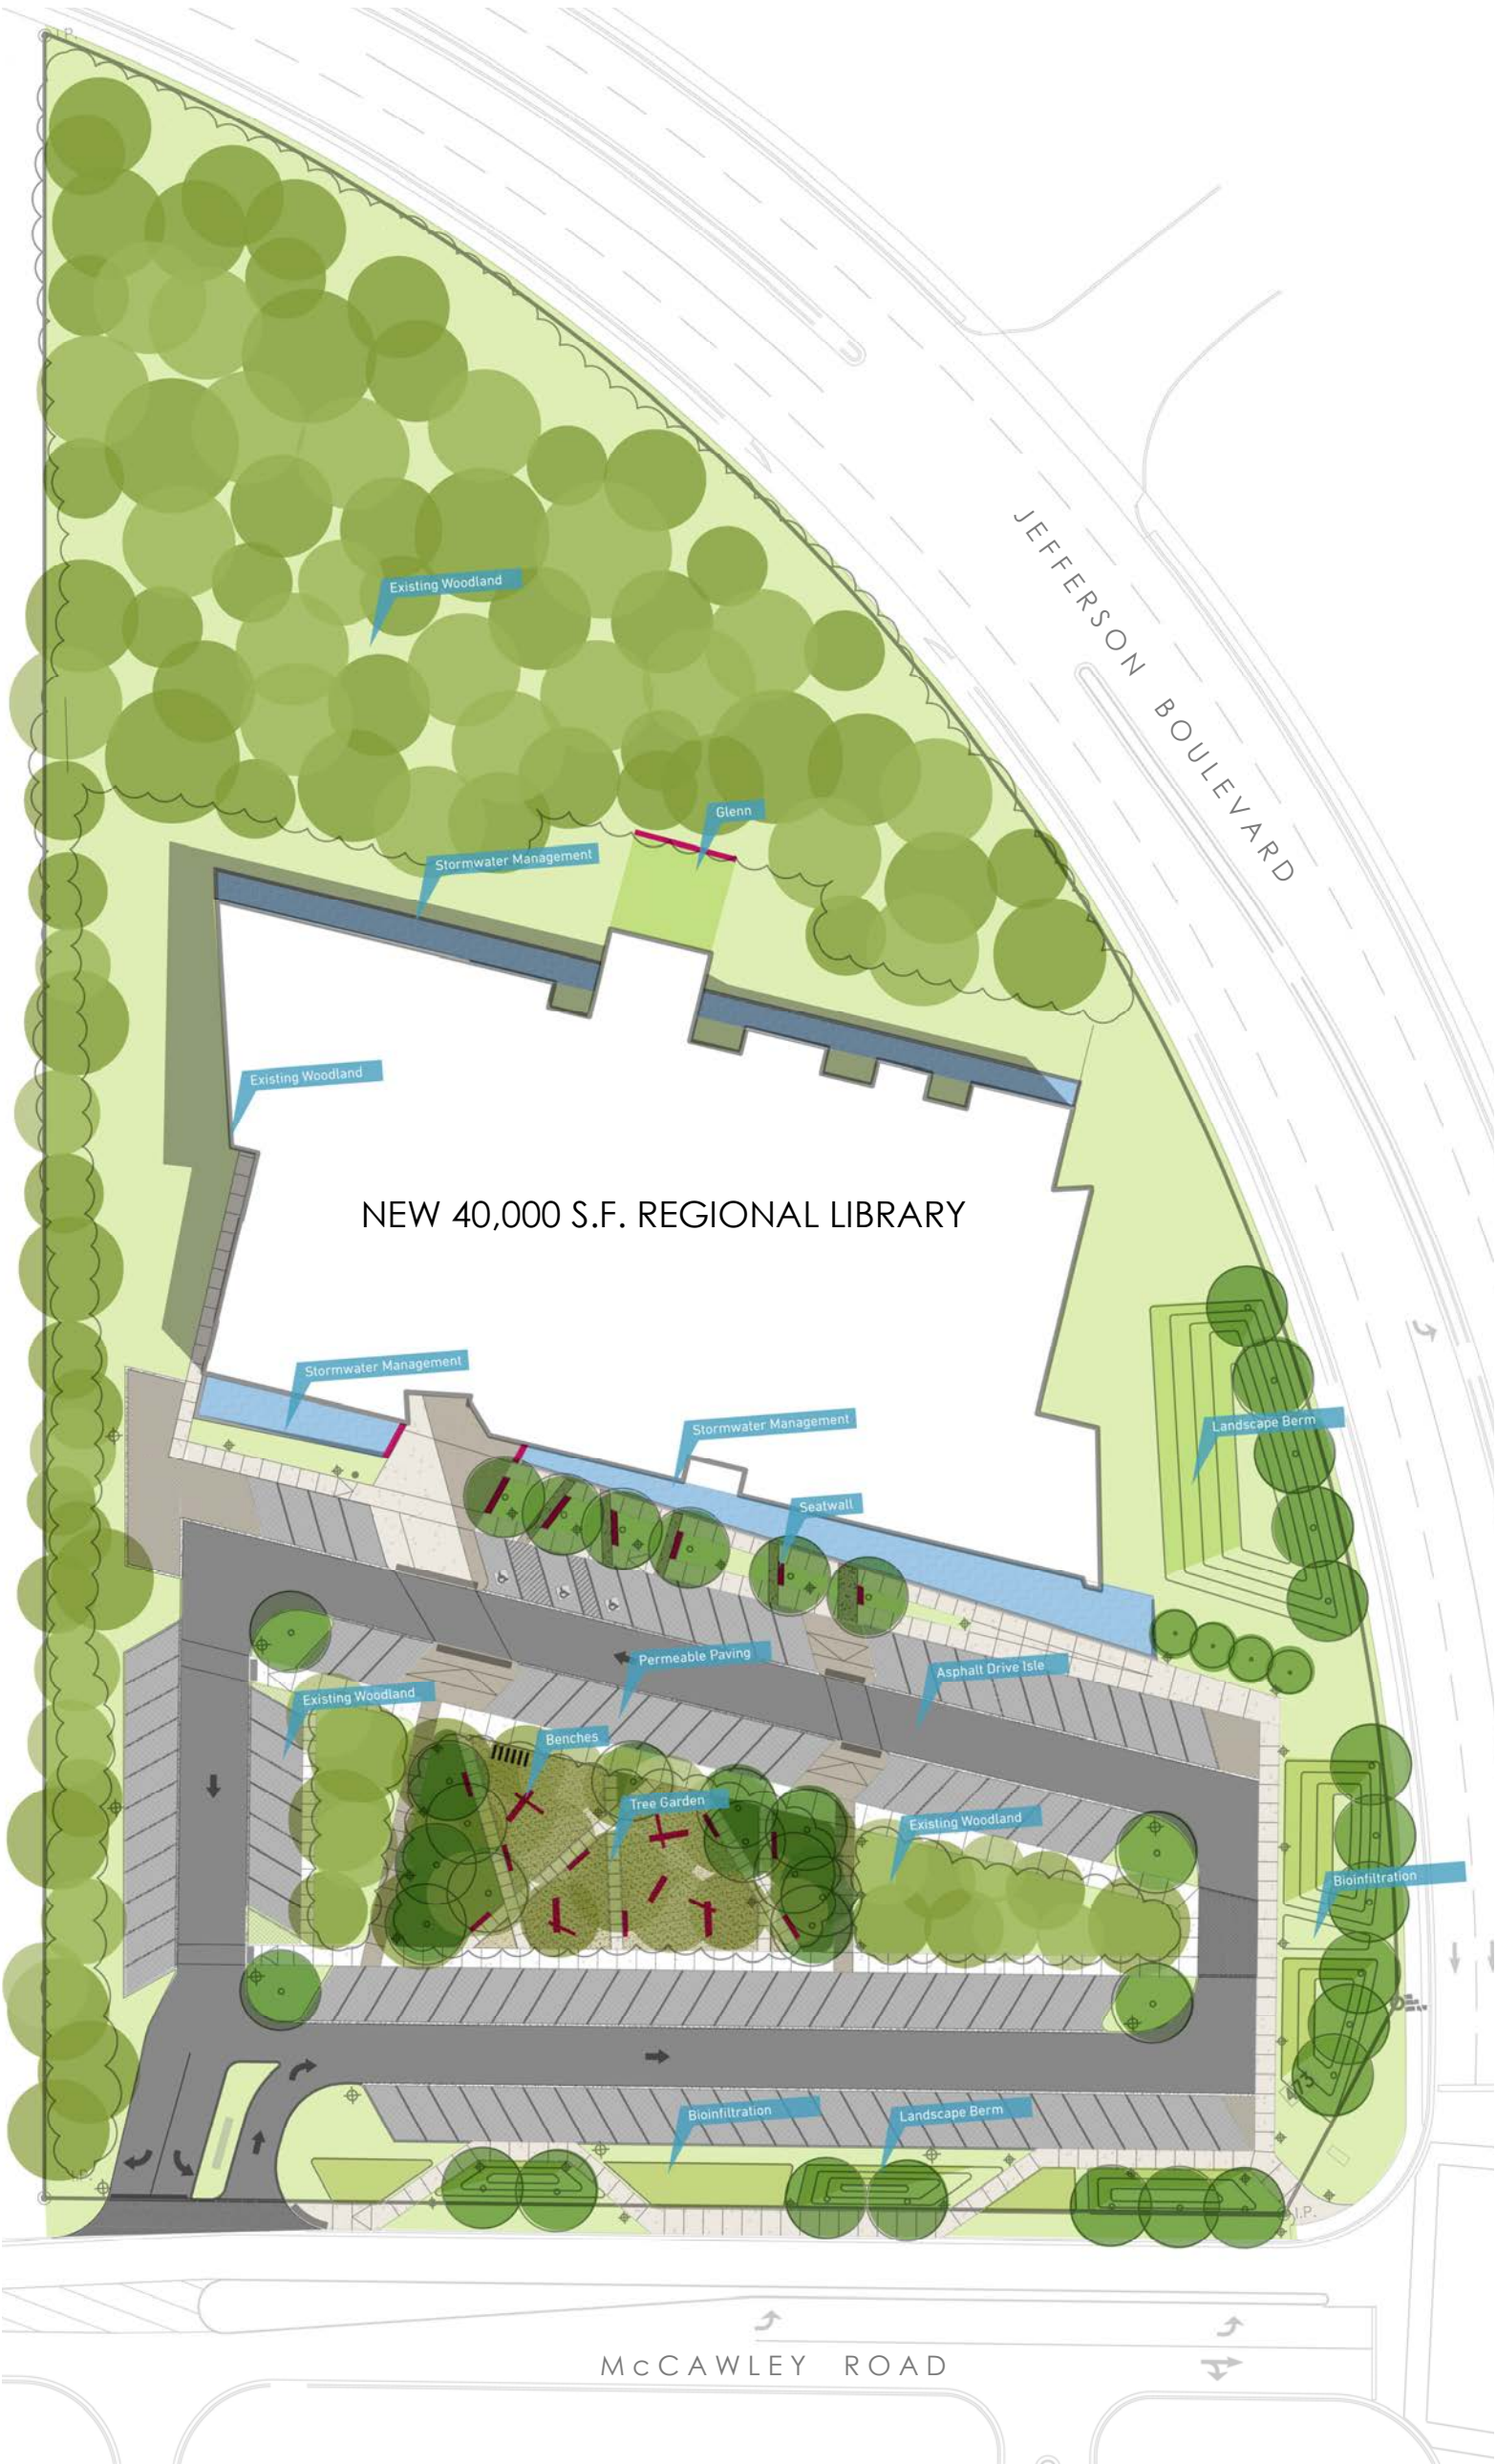 I.P.
Existing Woodland
JEFFERSON BOULEVARD
Glenn
Stormwater Management
Existing Woodland
NEW 40,000 S.F. REGIONAL LIBRARY
Stormwater Management
Stormwater Management
Landscape Berm
Seatwall
Permeable Paving
Asphalt Drive Isle
Existing Woodland
Benches
Tree Garden
Existing Woodland
Bioinfiltration
473
Bioinfiltration
Landscape Berm
I.P.
I.P.
McCAWLEY ROAD